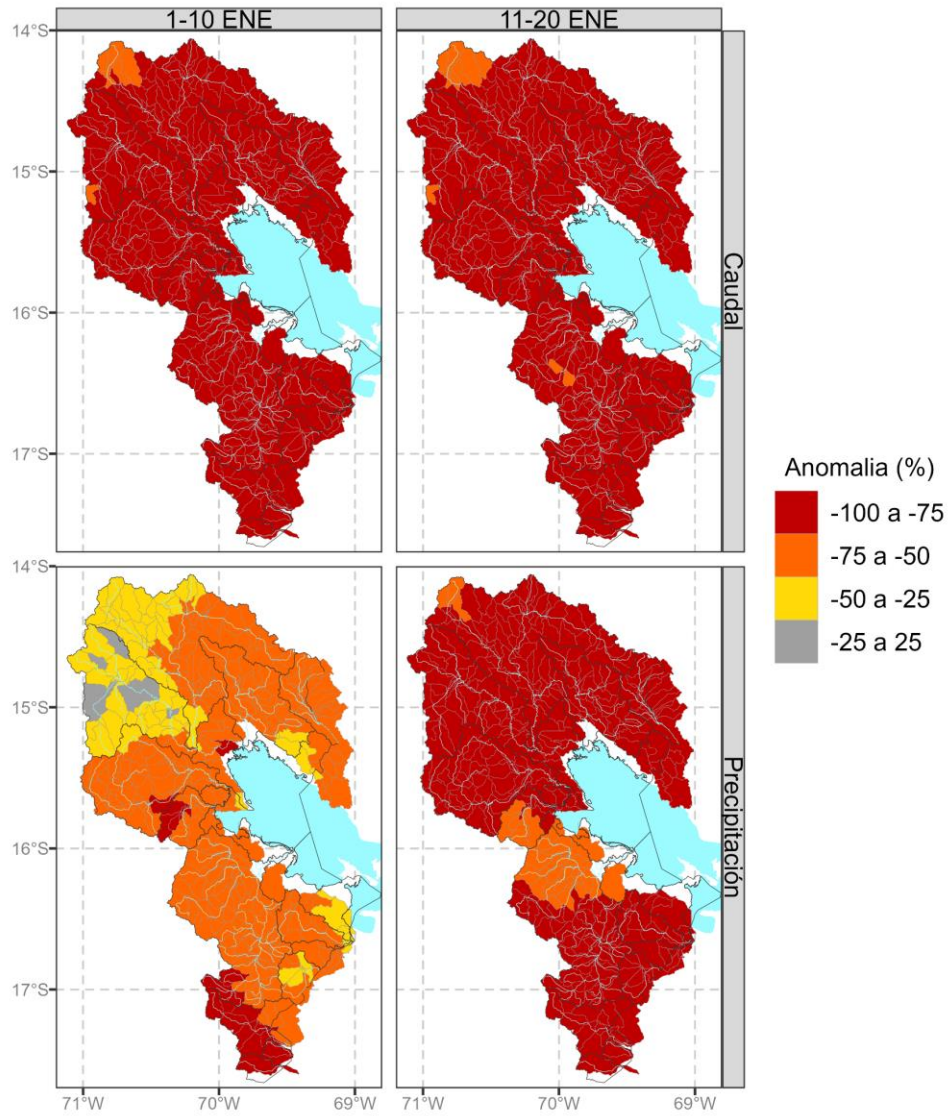 1-10 ENE
11-20 ENE
14°S
15°S
16°S
17°S
Caudal
Anomalia (%)
-100 a -75
-75 a -50
-50 a -25
-25 a 25
14°S
15°S
16°S
17°S
Precipitación
71°W
70°W
69°W
71°W
70°W
69°W